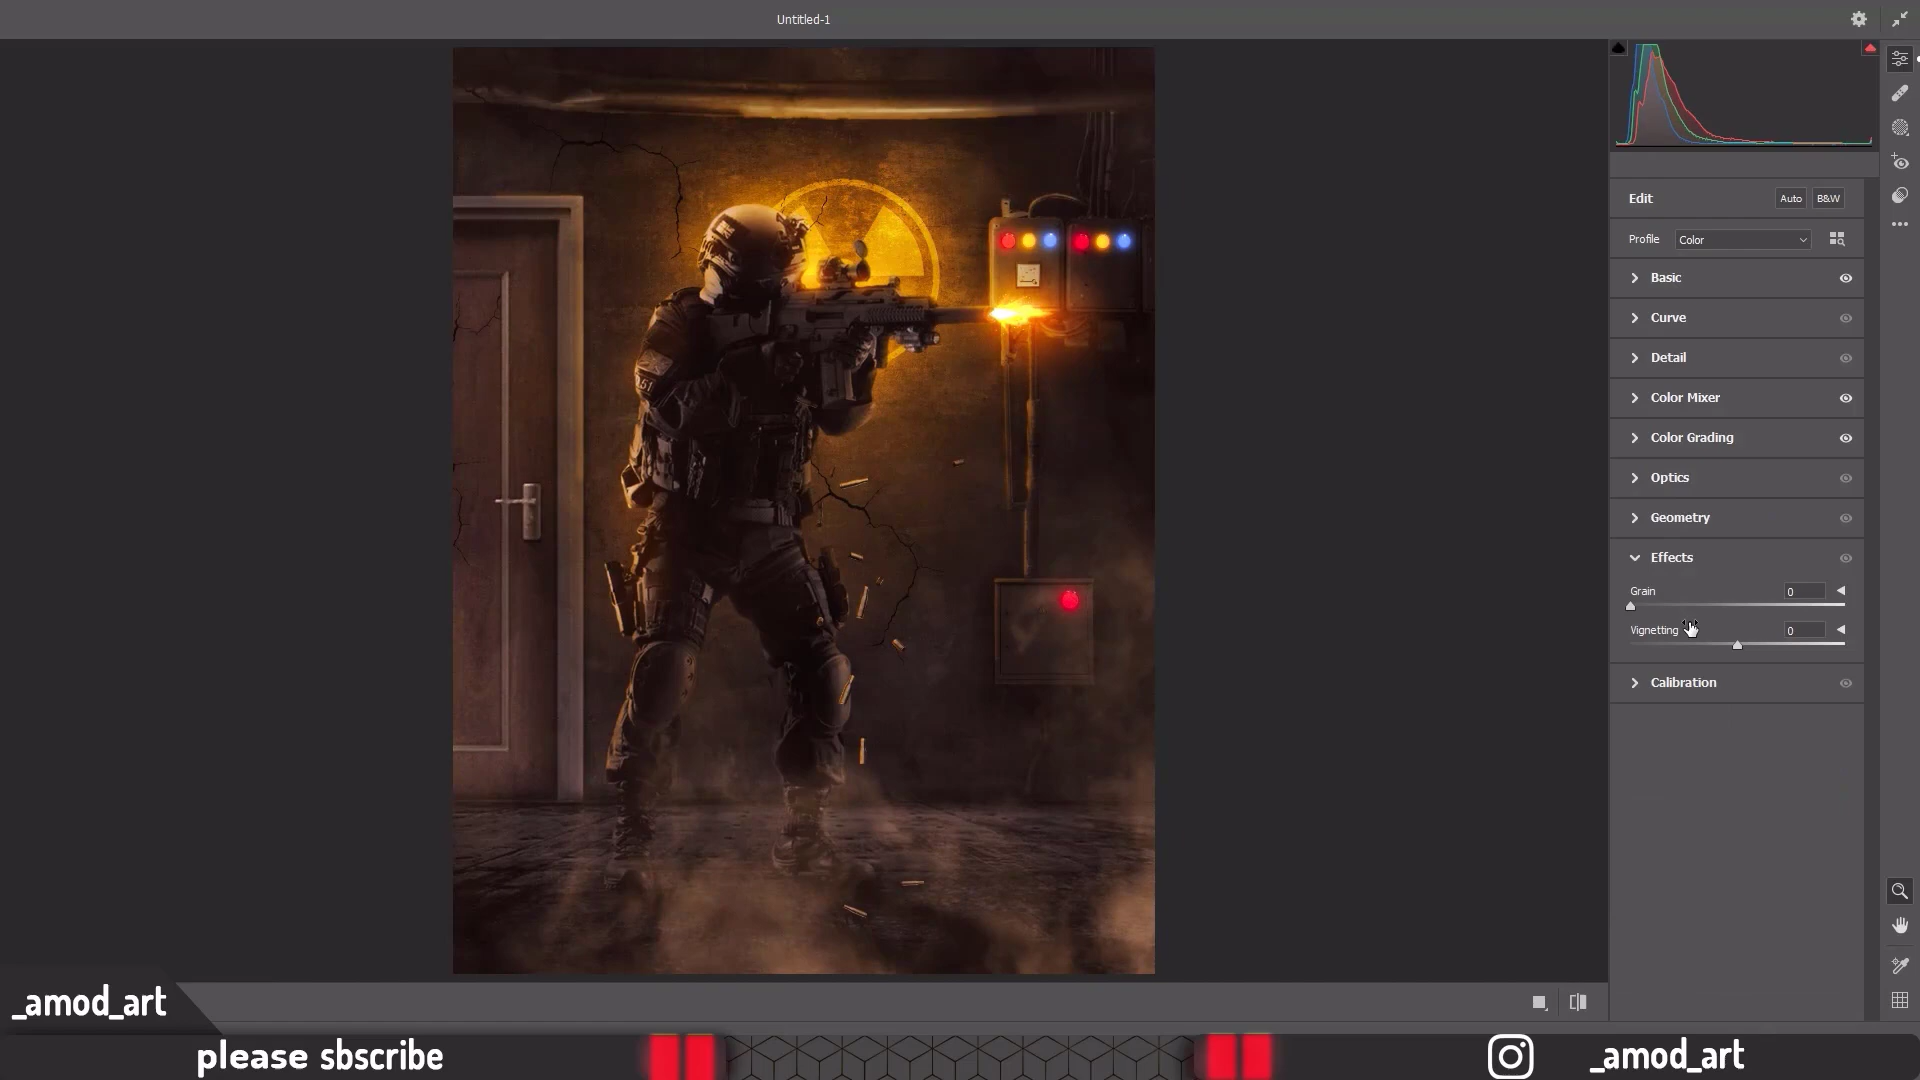 Untitled-1
Edit
Auto
B&W
Profile
Color
Basic
Curve
Detail
Color Mixer
Color Grading
Optics
Geometry
Effects
Grain
0
Vignetting
0
Calibration
51
_amod_art
please sbscribe
_amod_art